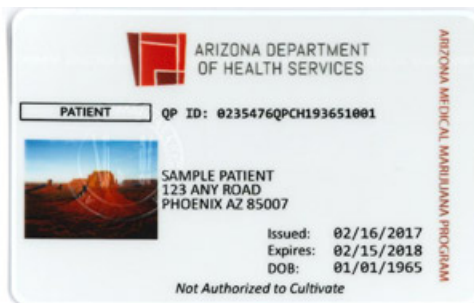 ARIZONA DEPARTMENT
OF HEALTH SERVICES
PATIENT
QP ID: 0235476QPCH193651001
SAMPLE PATIENT
123 ANY ROAD
PHOENIX AZ 85007
Issued: 02/16/2017
Expires: 02/15/2018
DOB: 01/01/1965
Not Authorized to Cultivate
ARIZONA MEDICAL MARIJUANA PROGRAM